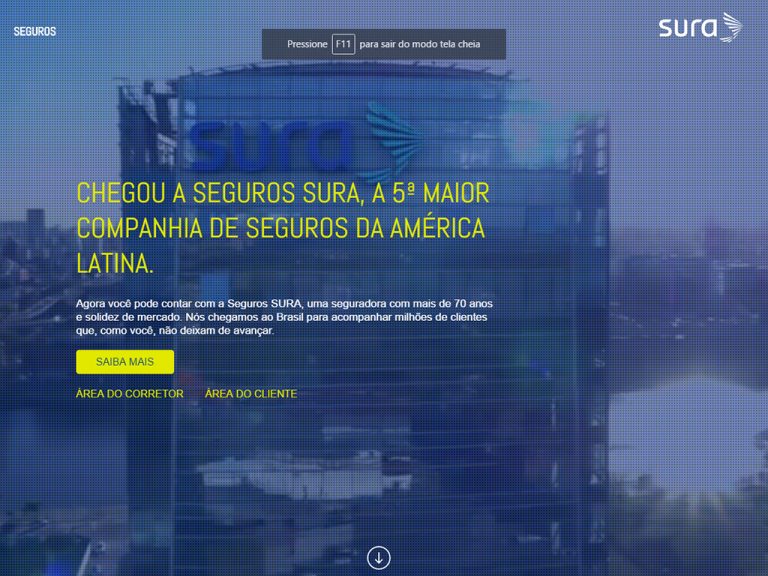 SEGUROS
sura
Pressione F11 para sair do modo tela cheia
sura
CHEGOU A SEGUROS SURA, A 5ª MAIOR
COMPANHIA DE SEGUROS DA AMÉRICA
LATINA.
Agora você pode contar com a Seguros SURA, uma seguradora com mais de 70 anos
e solidez de mercado. Nós chegamos ao Brasil para acompanhar milhões de clientes
que, como você, não deixam de avançar.
SAIBA MAIS
ÁREA DO CORRETOR ÁREA DO CLIENTE